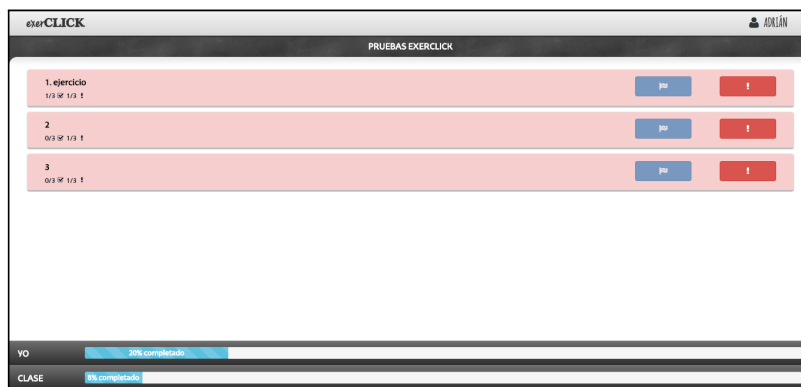 exerCLICK
ADRIÁN
PRUEBAS EXERCLICK
1. ejercicio
1/3 1/3 !
!
2
0/3 1/3 !
!
3
0/3 1/3 !
!
YO 20% completado
CLASE 8% completado